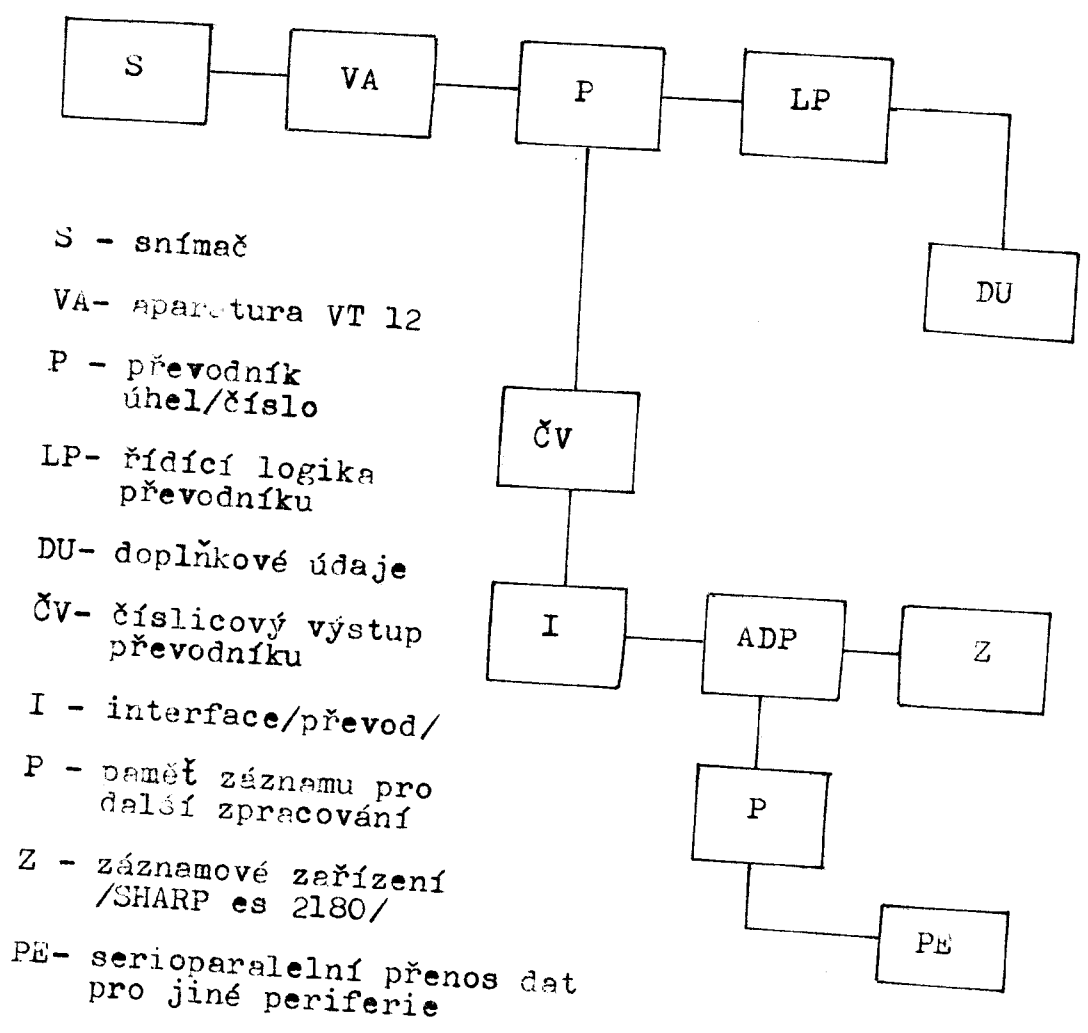 S
VA
P
LP
DU
ČV
I
ADP
Z
P
PE
S - snímač
VA- aparatura VT 12
P - převodník
úhel/číslo
LP- řídící logika
převodníku
DU- doplňkové údaje
ČV- číslicový výstup
převodníku
I - interface/převod/
P - paměť záznamu pro
další zpracování
Z - záznamové zařízení
/SHARP es 2180/
PE- serioparalelní přenos dat
pro jiné periferie